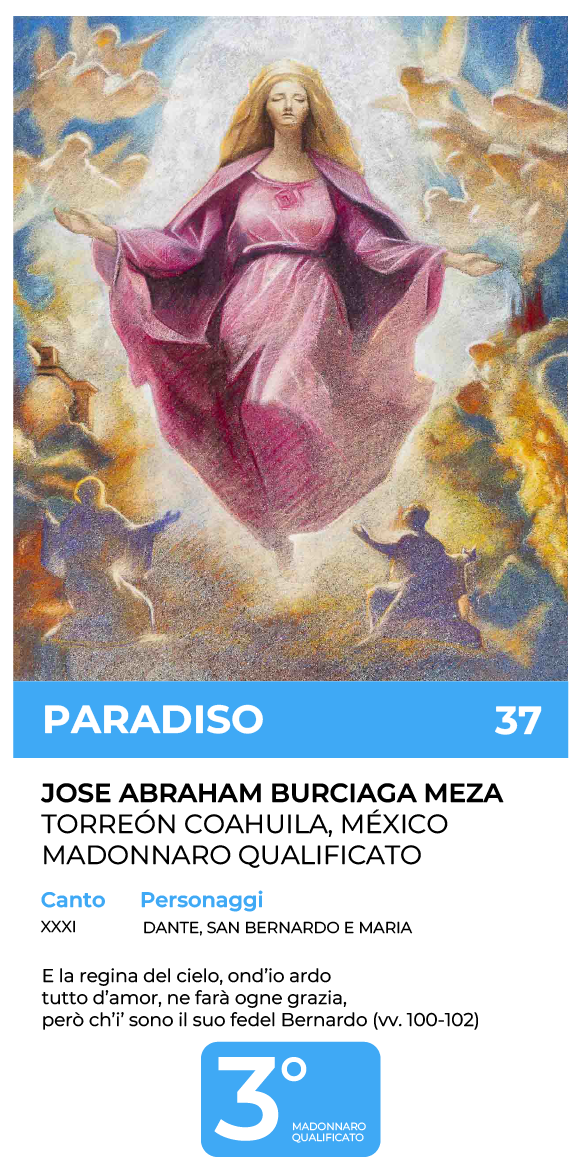 PARADISO 37
JOSE ABRAHAM BURCIAGA MEZA
TORREÓN COAHUILA, MÉXICO
MADONNARO QUALIFICATO
Canto Personaggi
XXXI DANTE, SAN BERNARDO E MARIA
E la regina del cielo, ond'io ardo
tutto d'amor, ne farà ogne grazia,
però ch'i' sono il suo fedel Bernardo (vv. 100-102)
3°
MADONNARO
QUALIFICATO